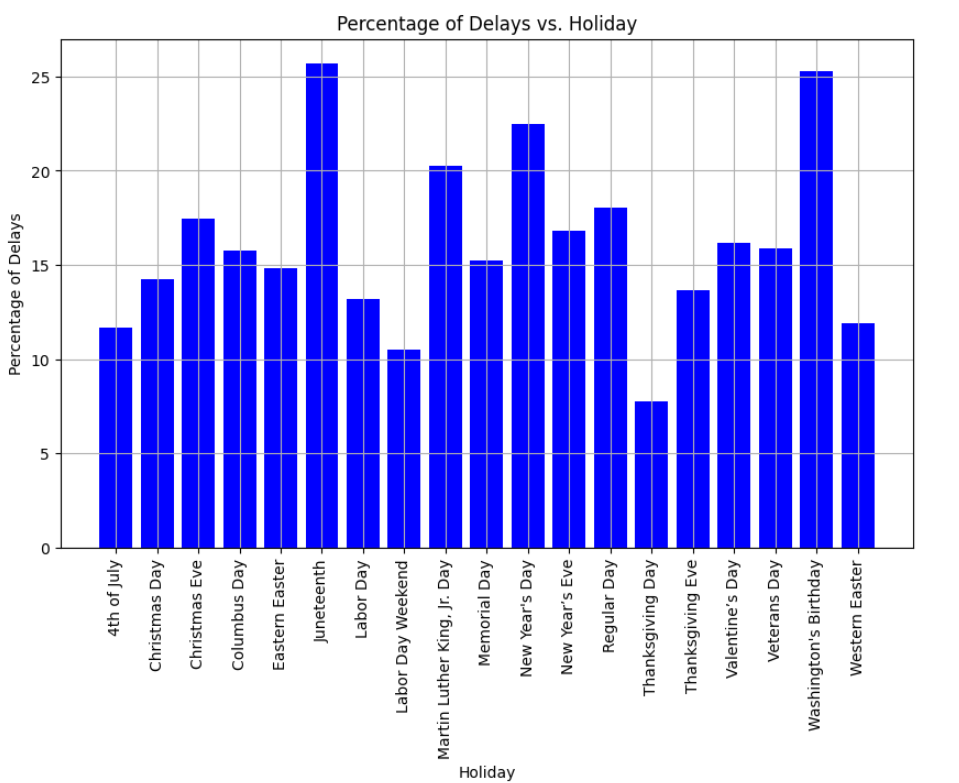 Percentage of Delays vs. Holiday
Percentage of Delays
25
20
15
10
5
0
4th of July
Christmas Day
Christmas Eve
Columbus Day
Eastern Easter
Juneteenth
Labor Day
Labor Day Weekend
Martin Luther King, Jr. Day
Memorial Day
New Year's Day
New Year’s Eve
Regular Day
Thanksgiving Day
Thanksgiving Eve
Valentine’s Day
Veterans Day
Washington's Birthday
Western Easter
Holiday